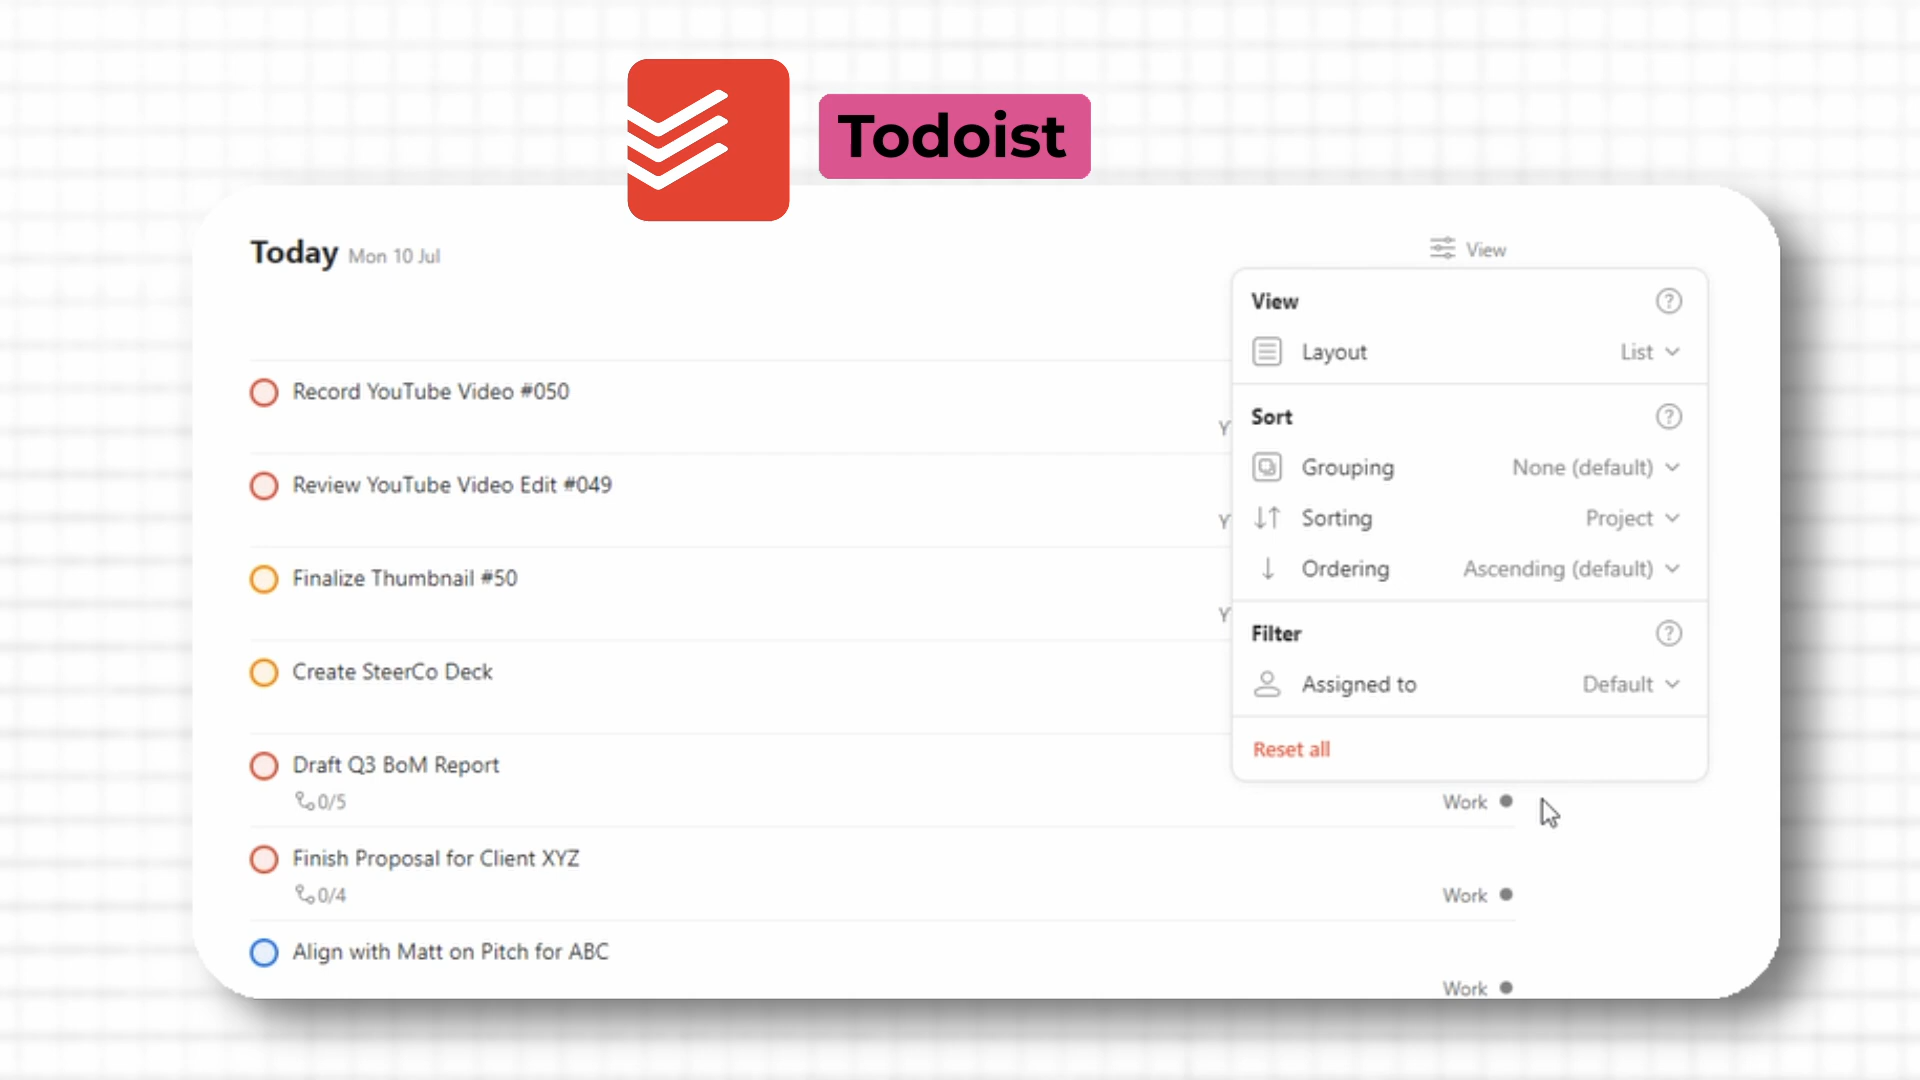 Todoist
Today Mon 10 Jul
View
View
Layout List
Sort
Grouping None (default)
Sorting Project
Ordering Ascending (default)
Filter
Assigned to Default
Reset all
Record YouTube Video #050
Y
Review YouTube Video Edit #049
Y
Finalize Thumbnail #50
Y
Create SteerCo Deck
Draft Q3 BoM Report
0/5 Work
Finish Proposal for Client XYZ
0/4 Work
Align with Matt on Pitch for ABC
Work